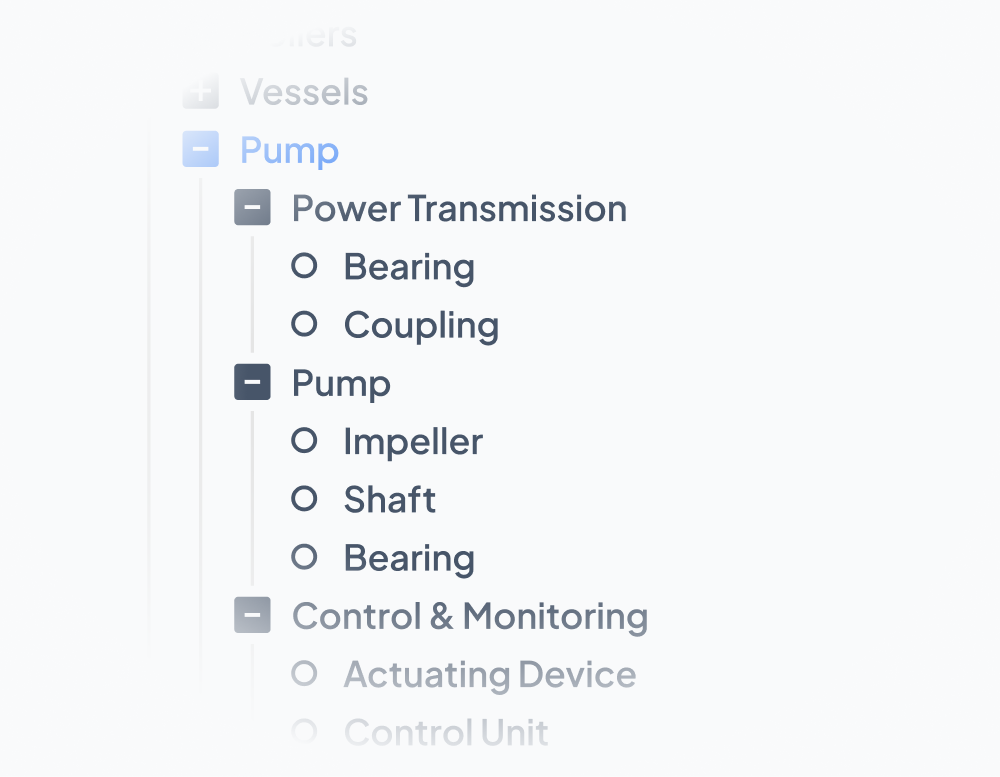 Vessels
Pump
Power Transmission
Bearing
Coupling
Pump
Impeller
Shaft
Bearing
Control & Monitoring
Actuating Device
Control Unit